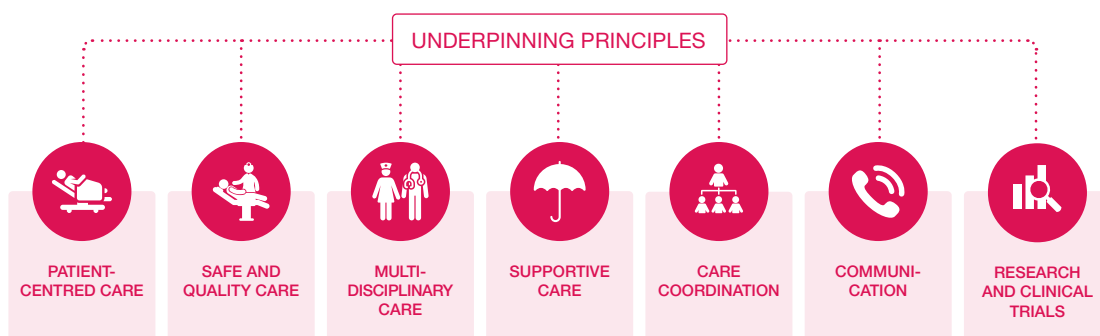 UNDERPINNING PRINCIPLES
PATIENT-
CENTRED CARE
SAFE AND
QUALITY CARE
MULTI-
DISCIPLINARY
CARE
SUPPORTIVE
CARE
CARE
COORDINATION
COMMUNI-
CATION
RESEARCH
AND CLINICAL
TRIALS